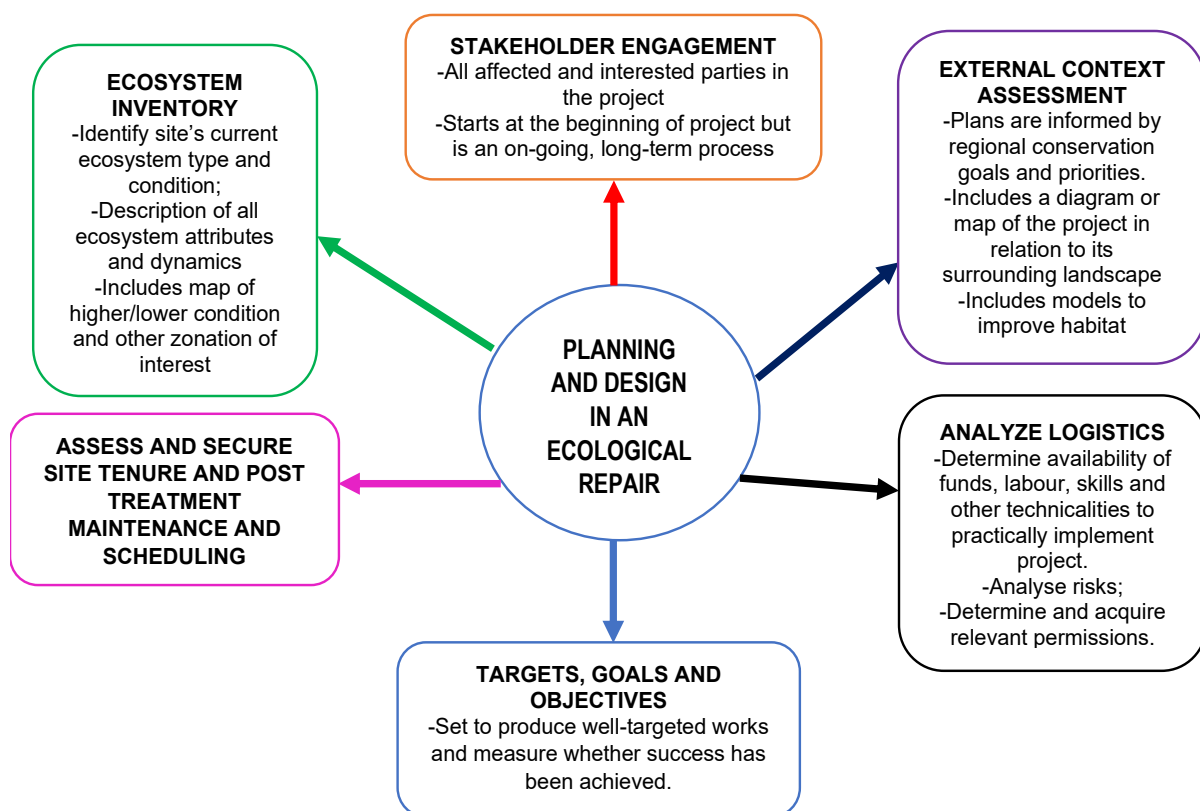 STAKEHOLDER ENGAGEMENT
-All affected and interested parties in
the project
-Starts at the beginning of project but
is an on-going, long-term process
ECOSYSTEM
INVENTORY
-Identify site's current
ecosystem type and
condition;
-Description of all
ecosystem attributes
and dynamics
-Includes map of
higher/lower condition
and other zonation of
interest
EXTERNAL CONTEXT
ASSESSMENT
-Plans are informed by
regional conservation
goals and priorities.
-Includes a diagram or
map of the project in
relation to its
surrounding landscape
-Includes models to
improve habitat
PLANNING
AND DESIGN
IN AN
ECOLOGICAL
REPAIR
ASSESS AND SECURE
SITE TENURE AND POST
TREATMENT
MAINTENANCE AND
SCHEDULING
ANALYZE LOGISTICS
-Determine availability of
funds, labour, skills and
other technicalities to
practically implement
project.
-Analyse risks;
-Determine and acquire
relevant permissions.
TARGETS, GOALS AND
OBJECTIVES
-Set to produce well-targeted works
and measure whether success has
been achieved.